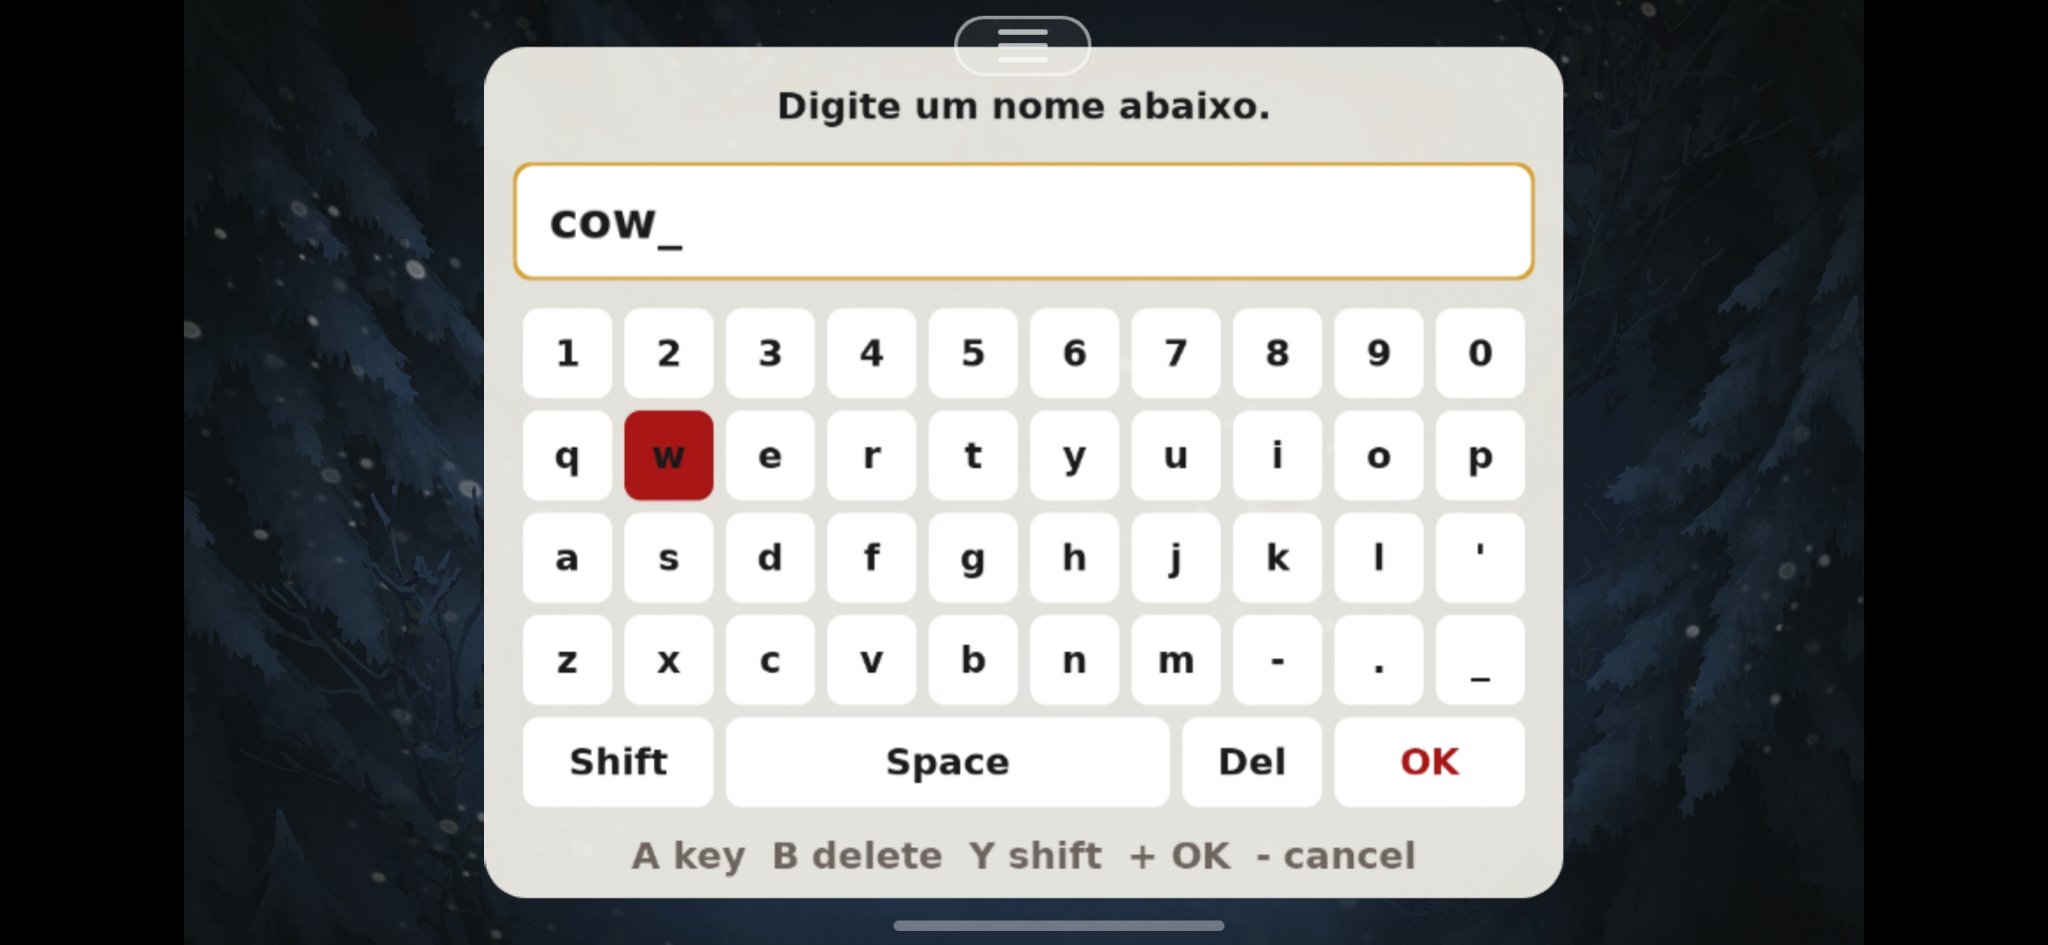 Digite um nome abaixo.
cow_
1 2 3 4 5 6 7 8 9 0
q w e r t y u i o p
a s d f g h j k l '
z x c v b n m - . _
Shift Space Del OK
A key B delete Y shift + OK - cancel